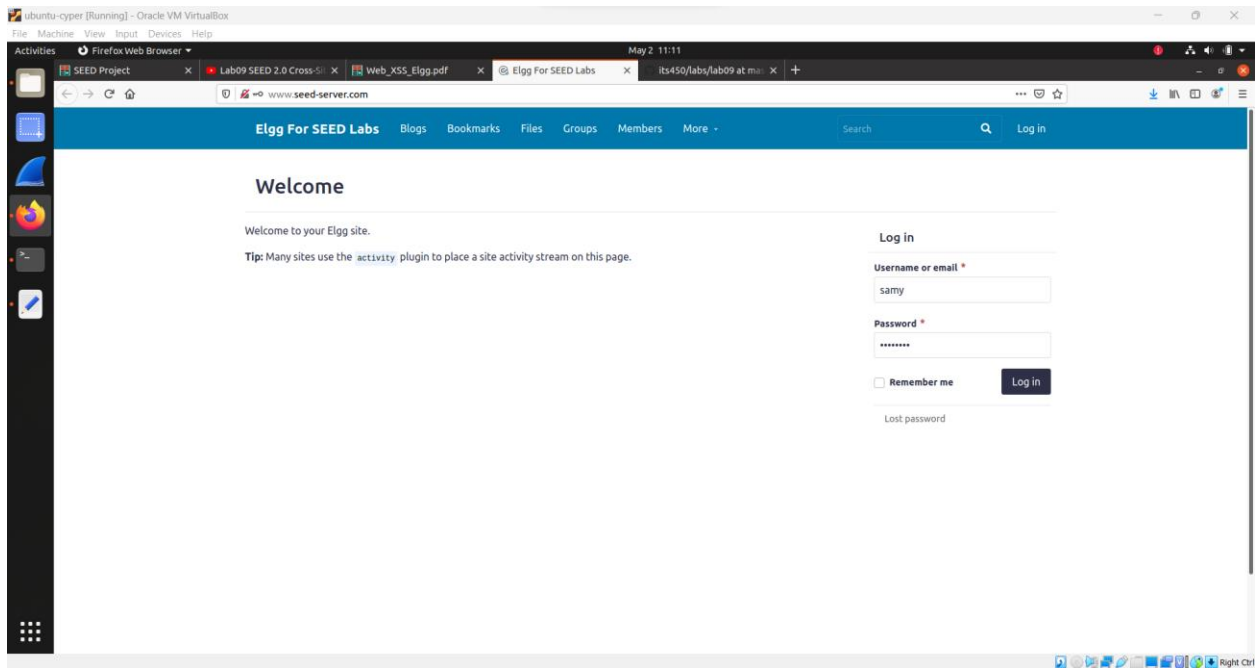 ubuntu-cyper [Running] - Oracle VM VirtualBox
File Machine View Input Devices Help
Activities Firefox Web Browser May 2 11:11
SEED Project Lab09 SEED 2.0 Cross-Si Web_XSS_Elgg.pdf Elgg For SEED Labs its450/labs/lab09 at mas
www.seed-server.com
Elgg For SEED Labs Blogs Bookmarks Files Groups Members More Search Log in
Welcome
Welcome to your Elgg site.
Tip: Many sites use the activity plugin to place a site activity stream on this page.
Log in
Username or email *
samy
Password *
••••••••
Remember me Log in
Lost password
Right Ctrl